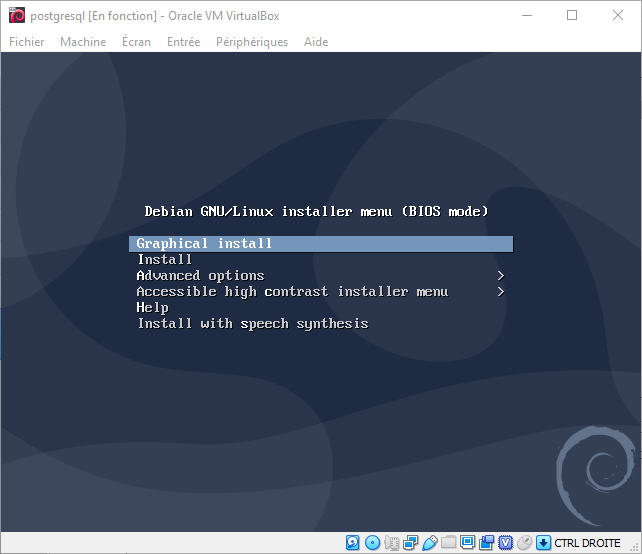 postgresql [En fonction] - Oracle VM VirtualBox
Fichier Machine Écran Entrée Périphériques Aide
Debian GNU/Linux installer menu (BIOS mode)
Graphical install
Install
Advanced options >
Accessible high contrast installer menu >
Help
Install with speech synthesis
CTRL DROITE